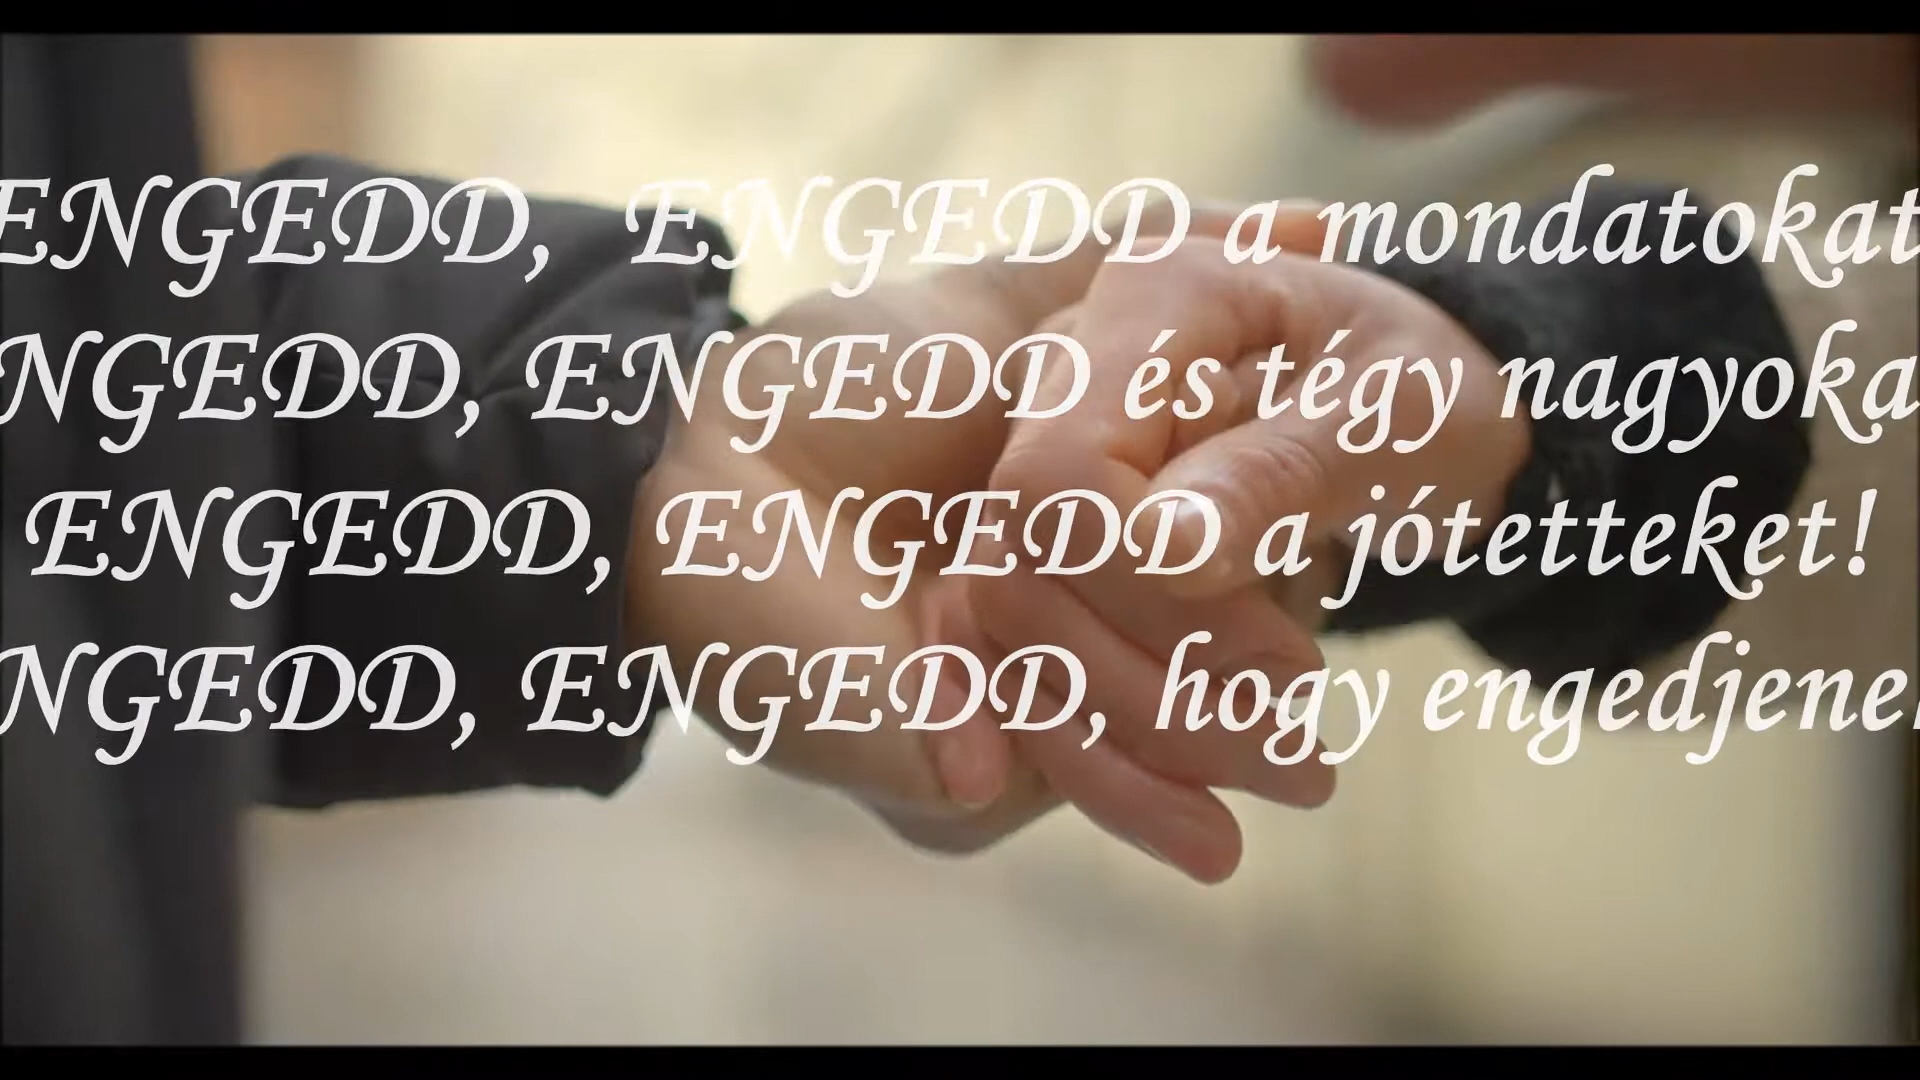 ENGEDD, ENGEDD a mondatokat
NGEDD, ENGEDD és tégy nagyoka
ENGEDD, ENGEDD a jótetteket!
NGEDD, ENGEDD, hogy engedjene